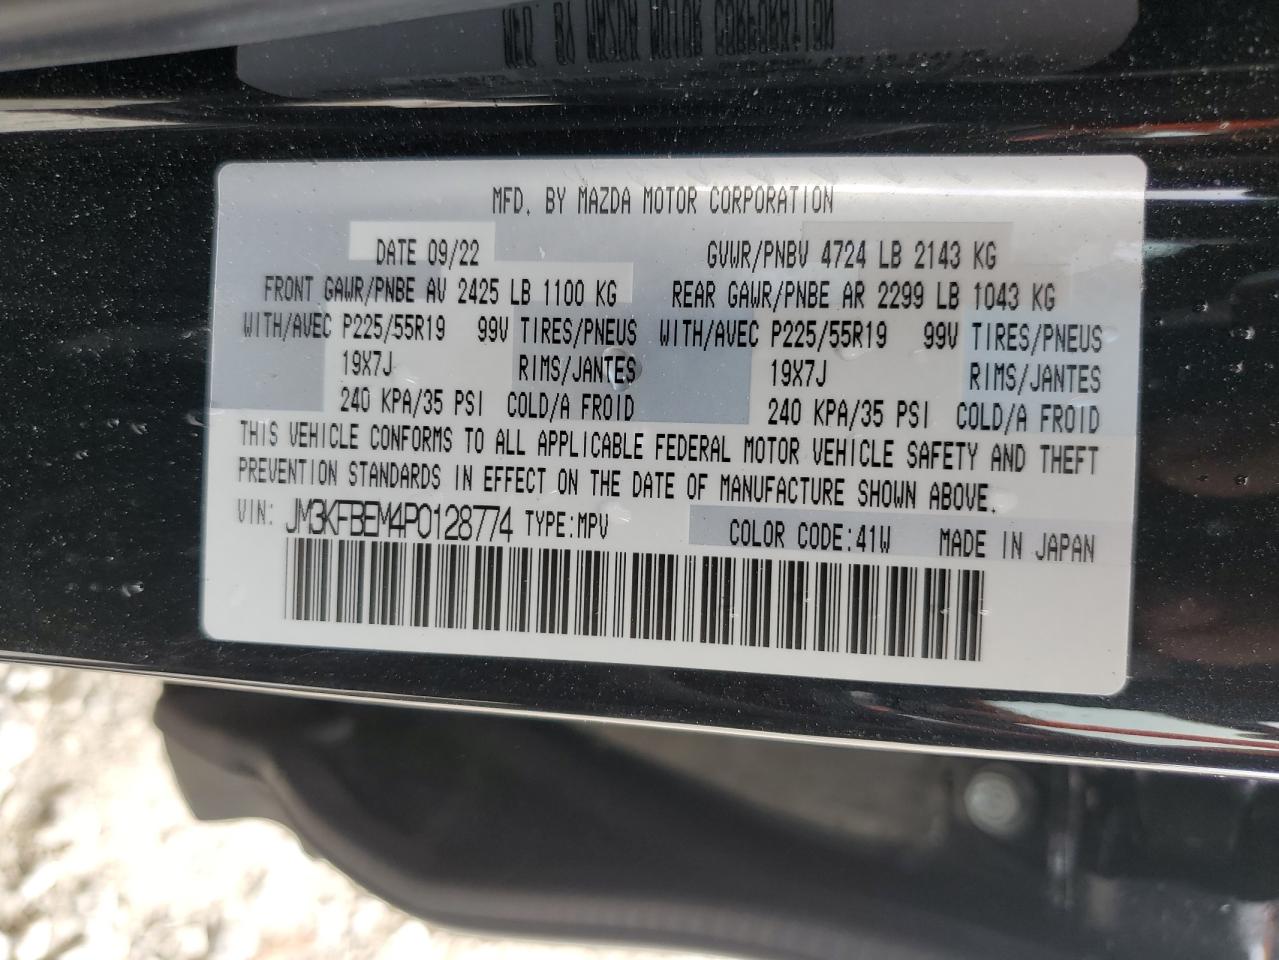 MFD. BY MAZDA MOTOR CORPORATION
DATE 09/22 GVWR/PNBV 4724 LB 2143 KG
FRONT GAWR/PNBE AV 2425 LB 1100 KG REAR GAWR/PNBE AR 2299 LB 1043 KG
WITH/AVEC P225/55R19 99V TIRES/PNEUS WITH/AVEC P225/55R19 99V TIRES/PNEUS
19X7J RIMS/JANTES 19X7J RIMS/JANTES
240 KPA/35 PSI COLD/A FROID 240 KPA/35 PSI COLD/A FROID
THIS VEHICLE CONFORMS TO ALL APPLICABLE FEDERAL MOTOR VEHICLE SAFETY AND THEFT
PREVENTION STANDARDS IN EFFECT ON THE DATE OF MANUFACTURE SHOWN ABOVE.
VIN: JM3KFBEM4P0128774 TYPE:MPV COLOR CODE:41W MADE IN JAPAN